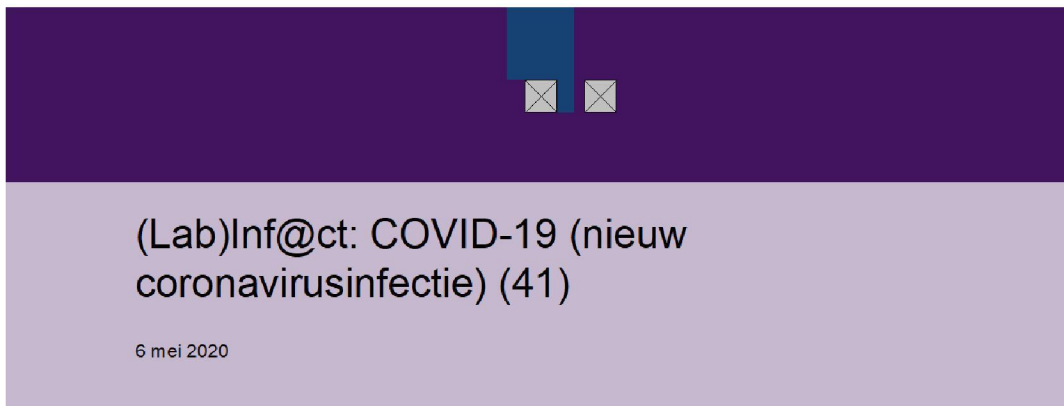 (Lab)Inf@ct: COVID-19 (nieuw
coronavirusinfectie) (41)
6 mei 2020